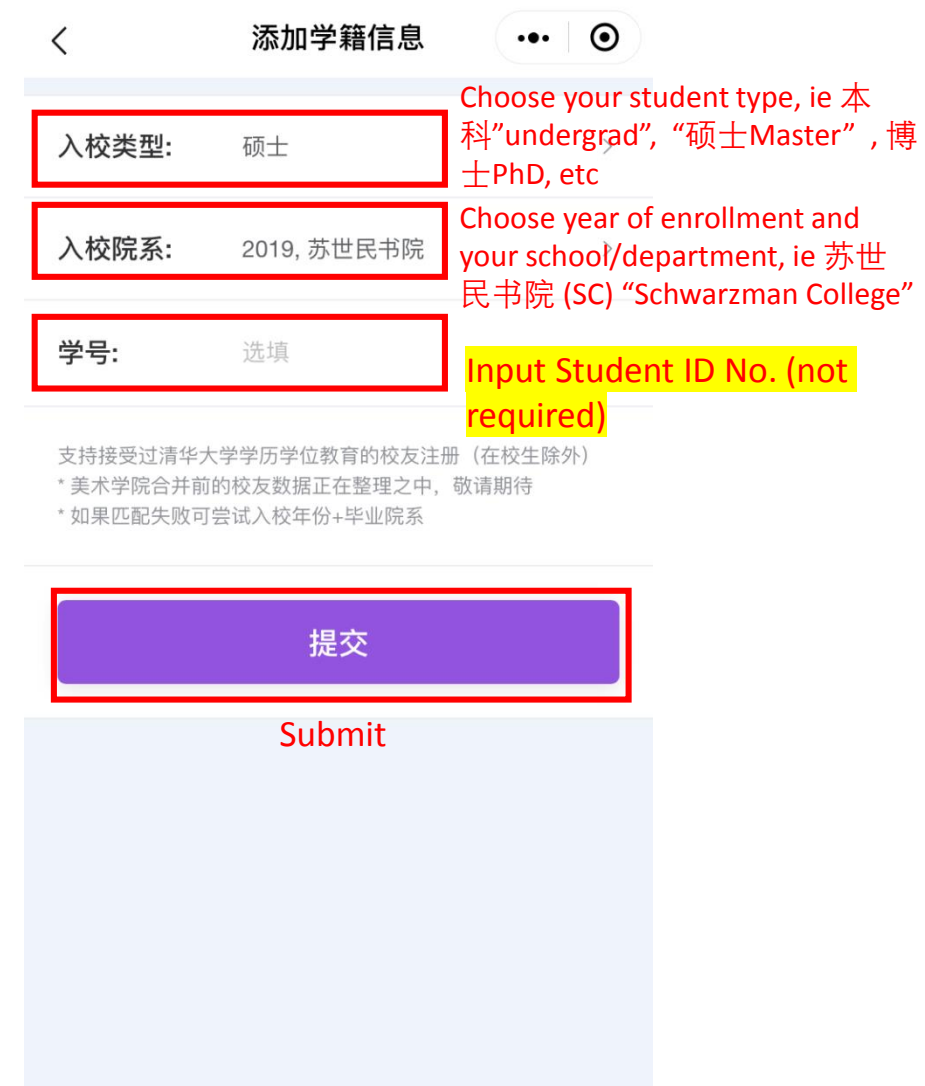 添加学籍信息
入校类型: 硕士
Choose your student type, ie 本
科”undergrad”, “硕士Master” , 博
士PhD, etc
入校院系: 2019, 苏世民书院
Choose year of enrollment and
your school/department, ie 苏世
民书院 (SC) “Schwarzman College”
学号: 选填
Input Student ID No. (not
required)
支持接受过清华大学学历学位教育的校友注册（在校生除外）
* 美术学院合并前的校友数据正在整理之中，敬请期待
* 如果匹配失败可尝试入校年份+毕业院系
提交
Submit